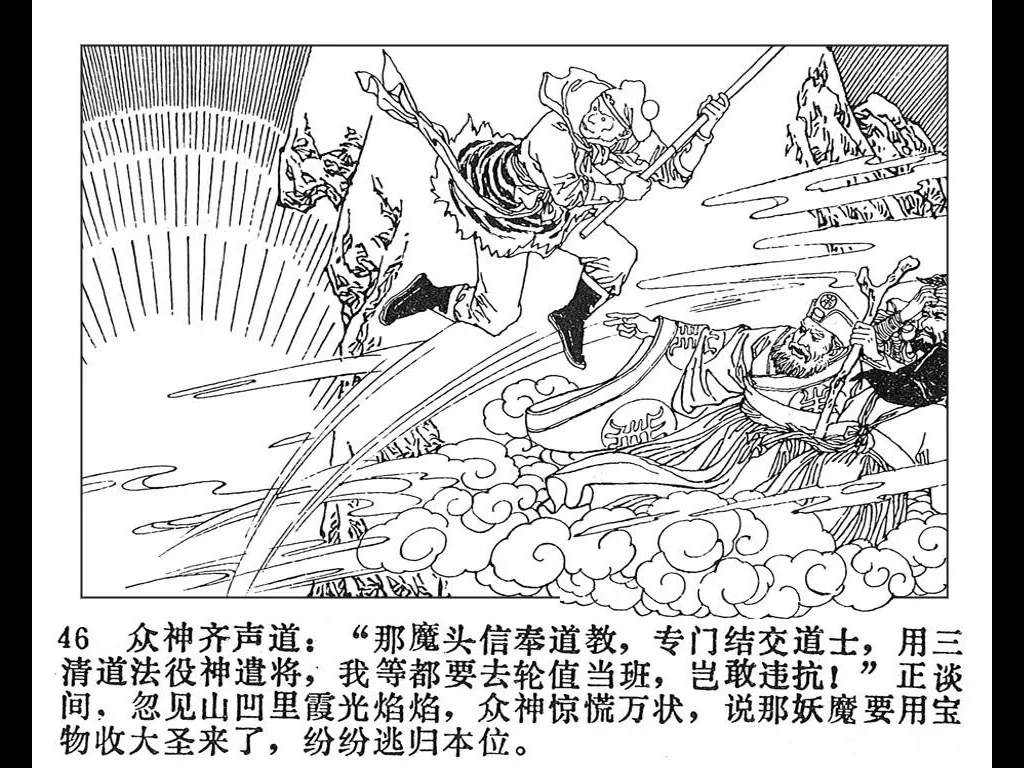 46 众神齐声道：“那魔头信奉道教，专门结交道士，用三
清道法役神遣将，我等都要去轮值当班，岂敢违抗！”正谈
间，忽见山凹里霞光焰焰，众神惊慌万状，说那妖魔要用宝
物收大圣来了，纷纷逃归本位。